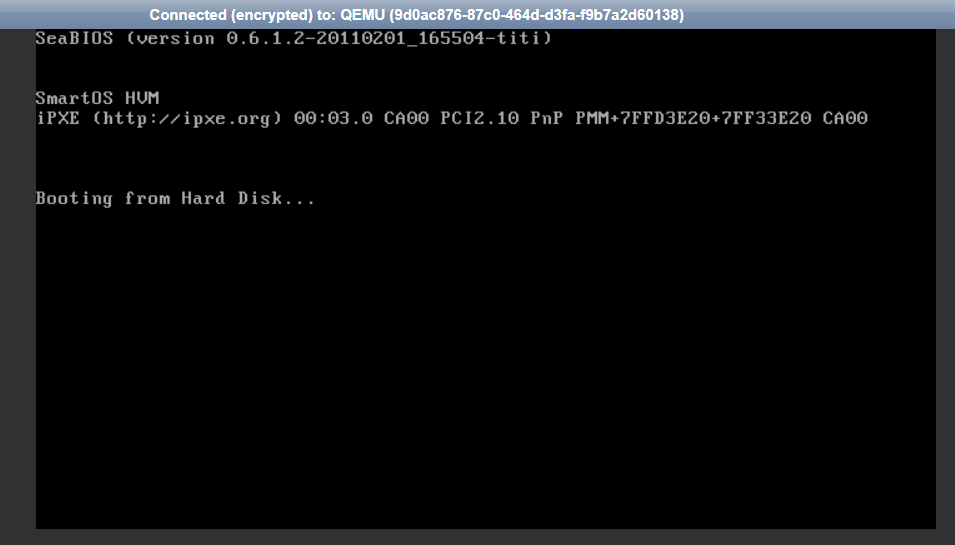 Connected (encrypted) to: QEMU (9d0ac876-87c0-464d-d3fa-f9b7a2d60138)
SeaBIOS (version 0.6.1.2-20110201_165504-titi)
SmartOS HVM
iPXE (http://ipxe.org) 00:03.0 CA00 PCI2.10 PnP PMM+7FFD3E20+7FF33E20 CA00
Booting from Hard Disk...